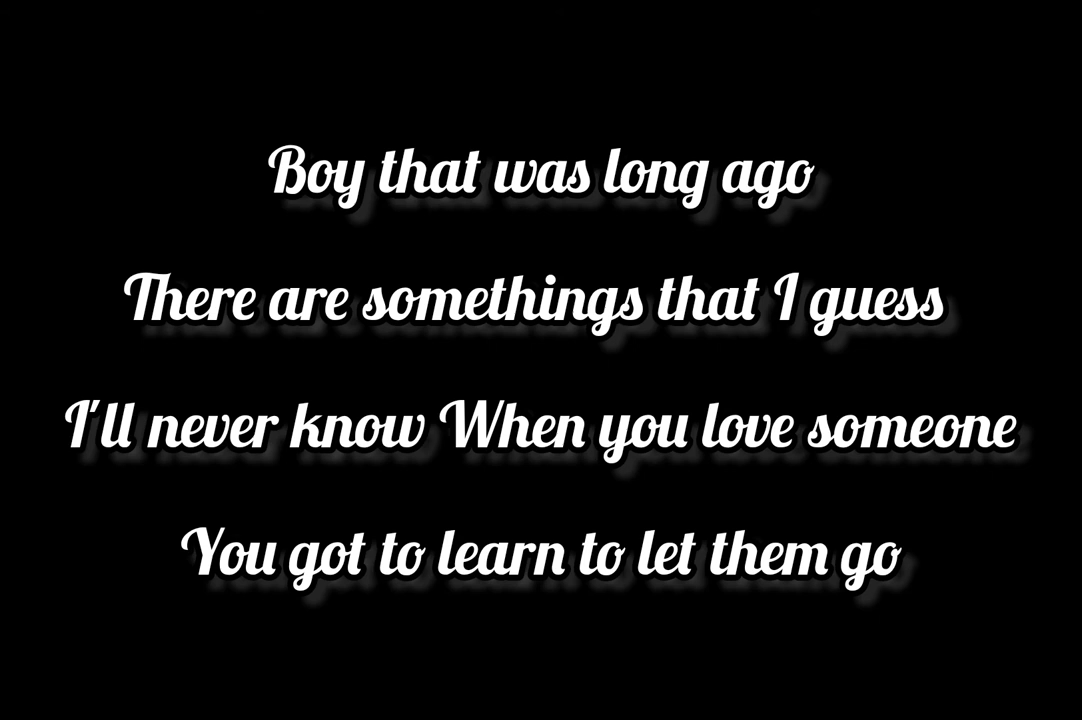 Boy that was long ago
There are somethings that I guess
I'll never know When you love someone
You got to learn to let them go